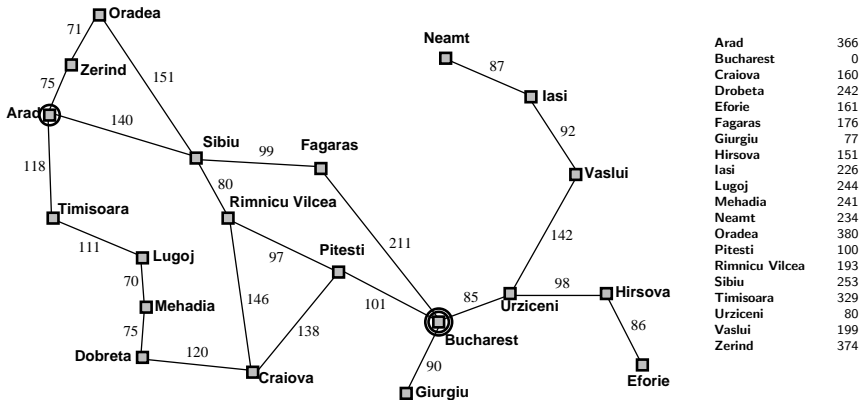 Oradea
71
Neamt
87
Zerind
151
75
Iasi
Arad
140
92
Sibiu
Fagaras
99
118
Vaslui
80
Timisoara
Rimnicu Vilcea
111
Lugoj
97
Pitesti
211
142
70
98
85
Hirsova
Mehadia
146
101
Urziceni
86
75
138
Bucharest
Dobreta
120
90
Craiova
Eforie
Giurgiu
Arad 366
Bucharest 0
Craiova 160
Drobeta 242
Eforie 161
Fagaras 176
Giurgiu 77
Hirsova 151
Iasi 226
Lugoj 244
Mehadia 241
Neamt 234
Oradea 380
Pitesti 100
Rimnicu Vilcea 193
Sibiu 253
Timisoara 329
Urziceni 80
Vaslui 199
Zerind 374